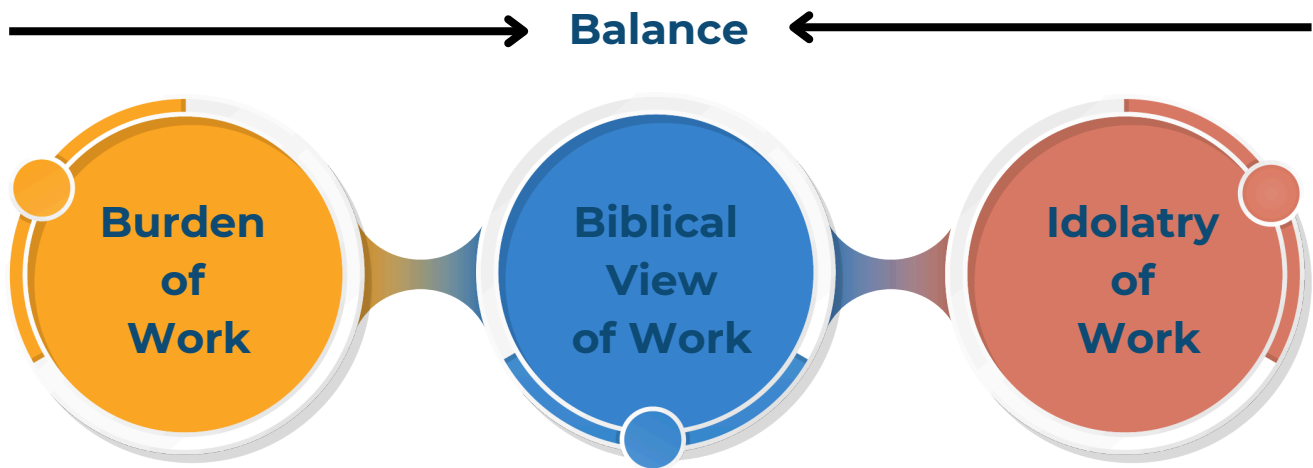 Balance
Burden
of
Work
Biblical
View
of Work
Idolatry
of
Work